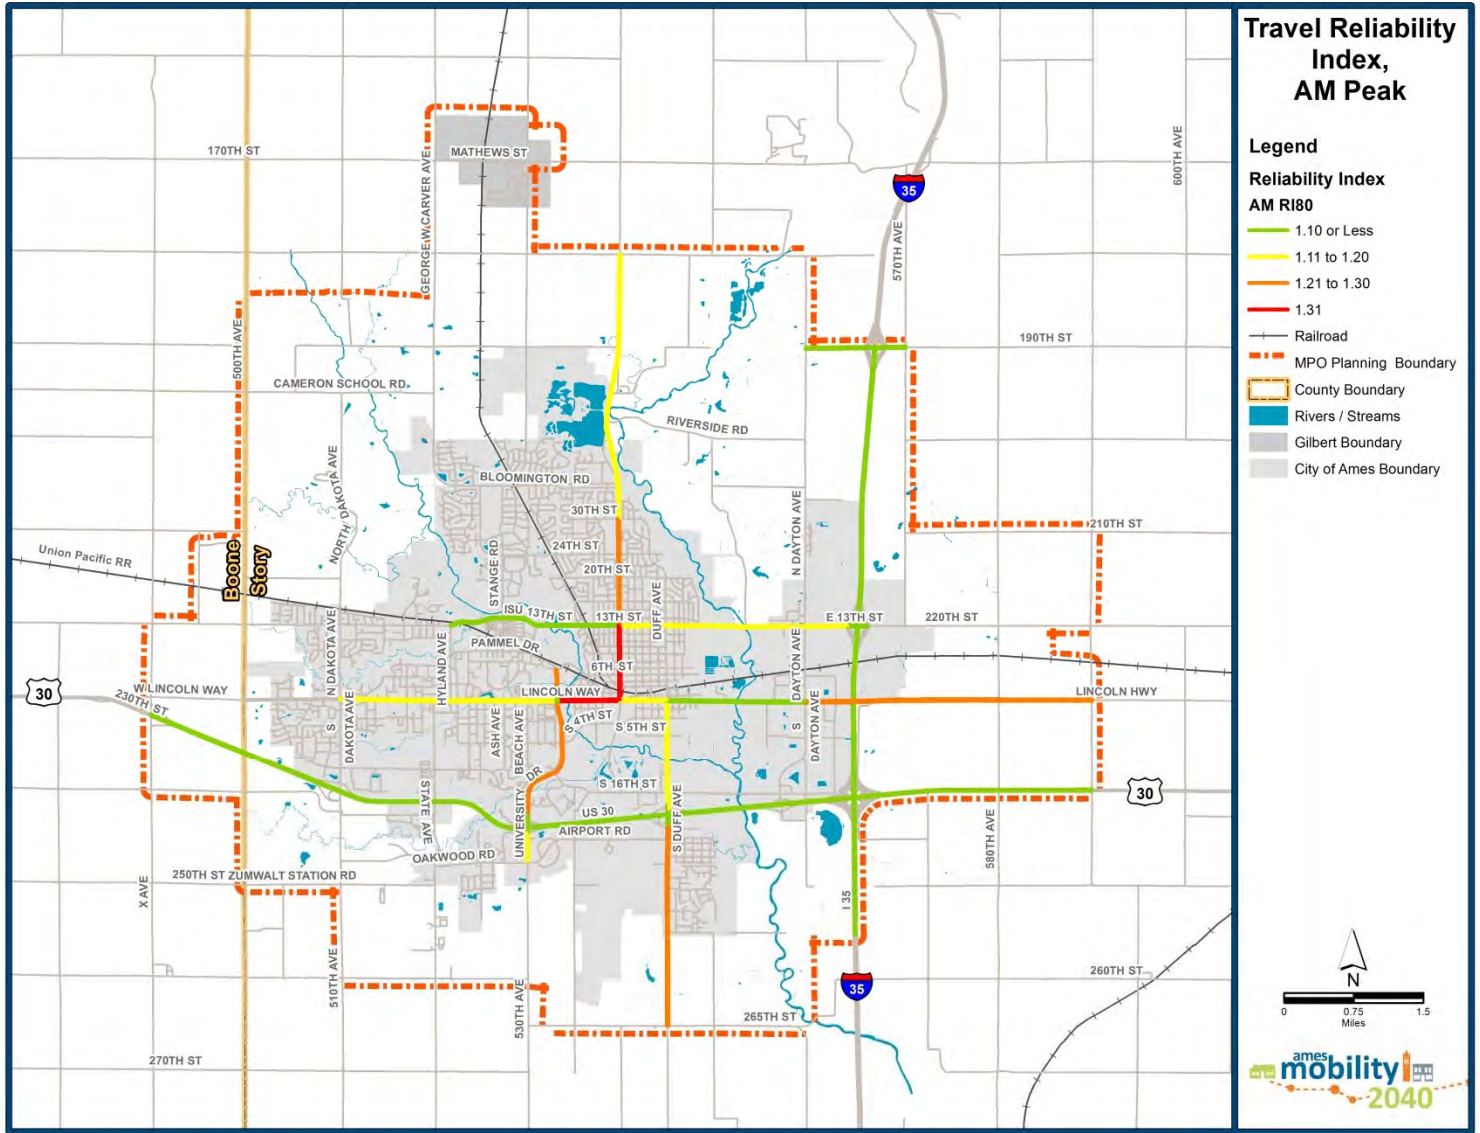 Travel Reliability
Index,
AM Peak
Legend
Reliability Index
AM RI80
1.10 or Less
1.11 to 1.20
1.21 to 1.30
1.31
Railroad
MPO Planning Boundary
County Boundary
Rivers / Streams
Gilbert Boundary
City of Ames Boundary
N
0 0.75 1.5
Miles
ames
mobility
2040
170TH ST
MATHEWS ST
GEORGE W CARVER AVE
35
570TH AVE
600TH AVE
500TH AVE
190TH ST
CAMERON SCHOOL RD
RIVERSIDE RD
NORTH DAKOTA AVE
BLOOMINGTON RD
30TH ST
24TH ST
20TH ST
STANGE RD
N DAYTON AVE
210TH ST
Union Pacific RR
Boone
Story
ISU 13TH ST
13TH ST
DUFF AVE
E 13TH ST
220TH ST
N DAKOTA AVE
HYLAND AVE
PAMMEL DR
6TH ST
30
W LINCOLN WAY
230TH ST
LINCOLN WAY
LINCOLN HWY
S DAKOTA AVE
ASH AVE
BEACH AVE
S 4TH ST
S 5TH ST
S DAYTON AVE
DAYTON AVE
UNIVERSITY DR
S 16TH ST
STATE AVE
US 30
AIRPORT RD
S DUFF AVE
30
580TH AVE
OAKWOOD RD
250TH ST ZUMWALT STATION RD
X AVE
I 35
510TH AVE
530TH AVE
35
260TH ST
265TH ST
270TH ST